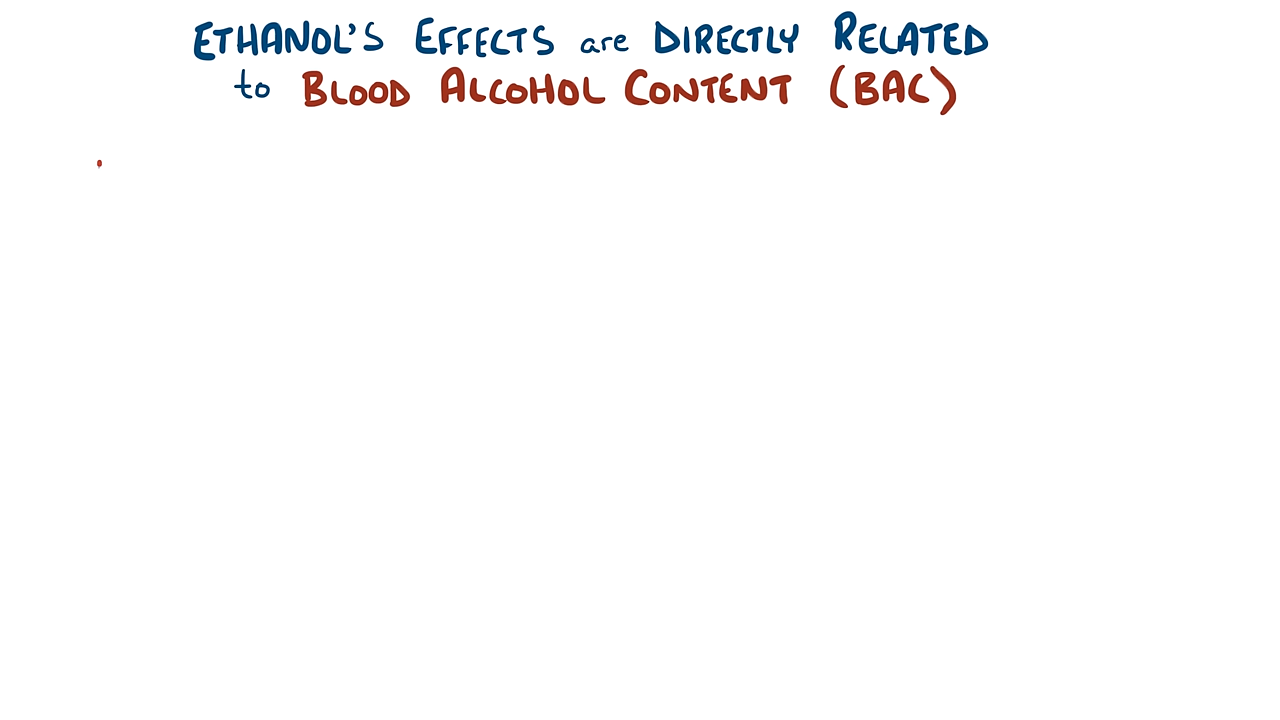 ETHANOL'S EFFECTS are DIRECTLY RELATED
to BLOOD ALCOHOL CONTENT (BAC)